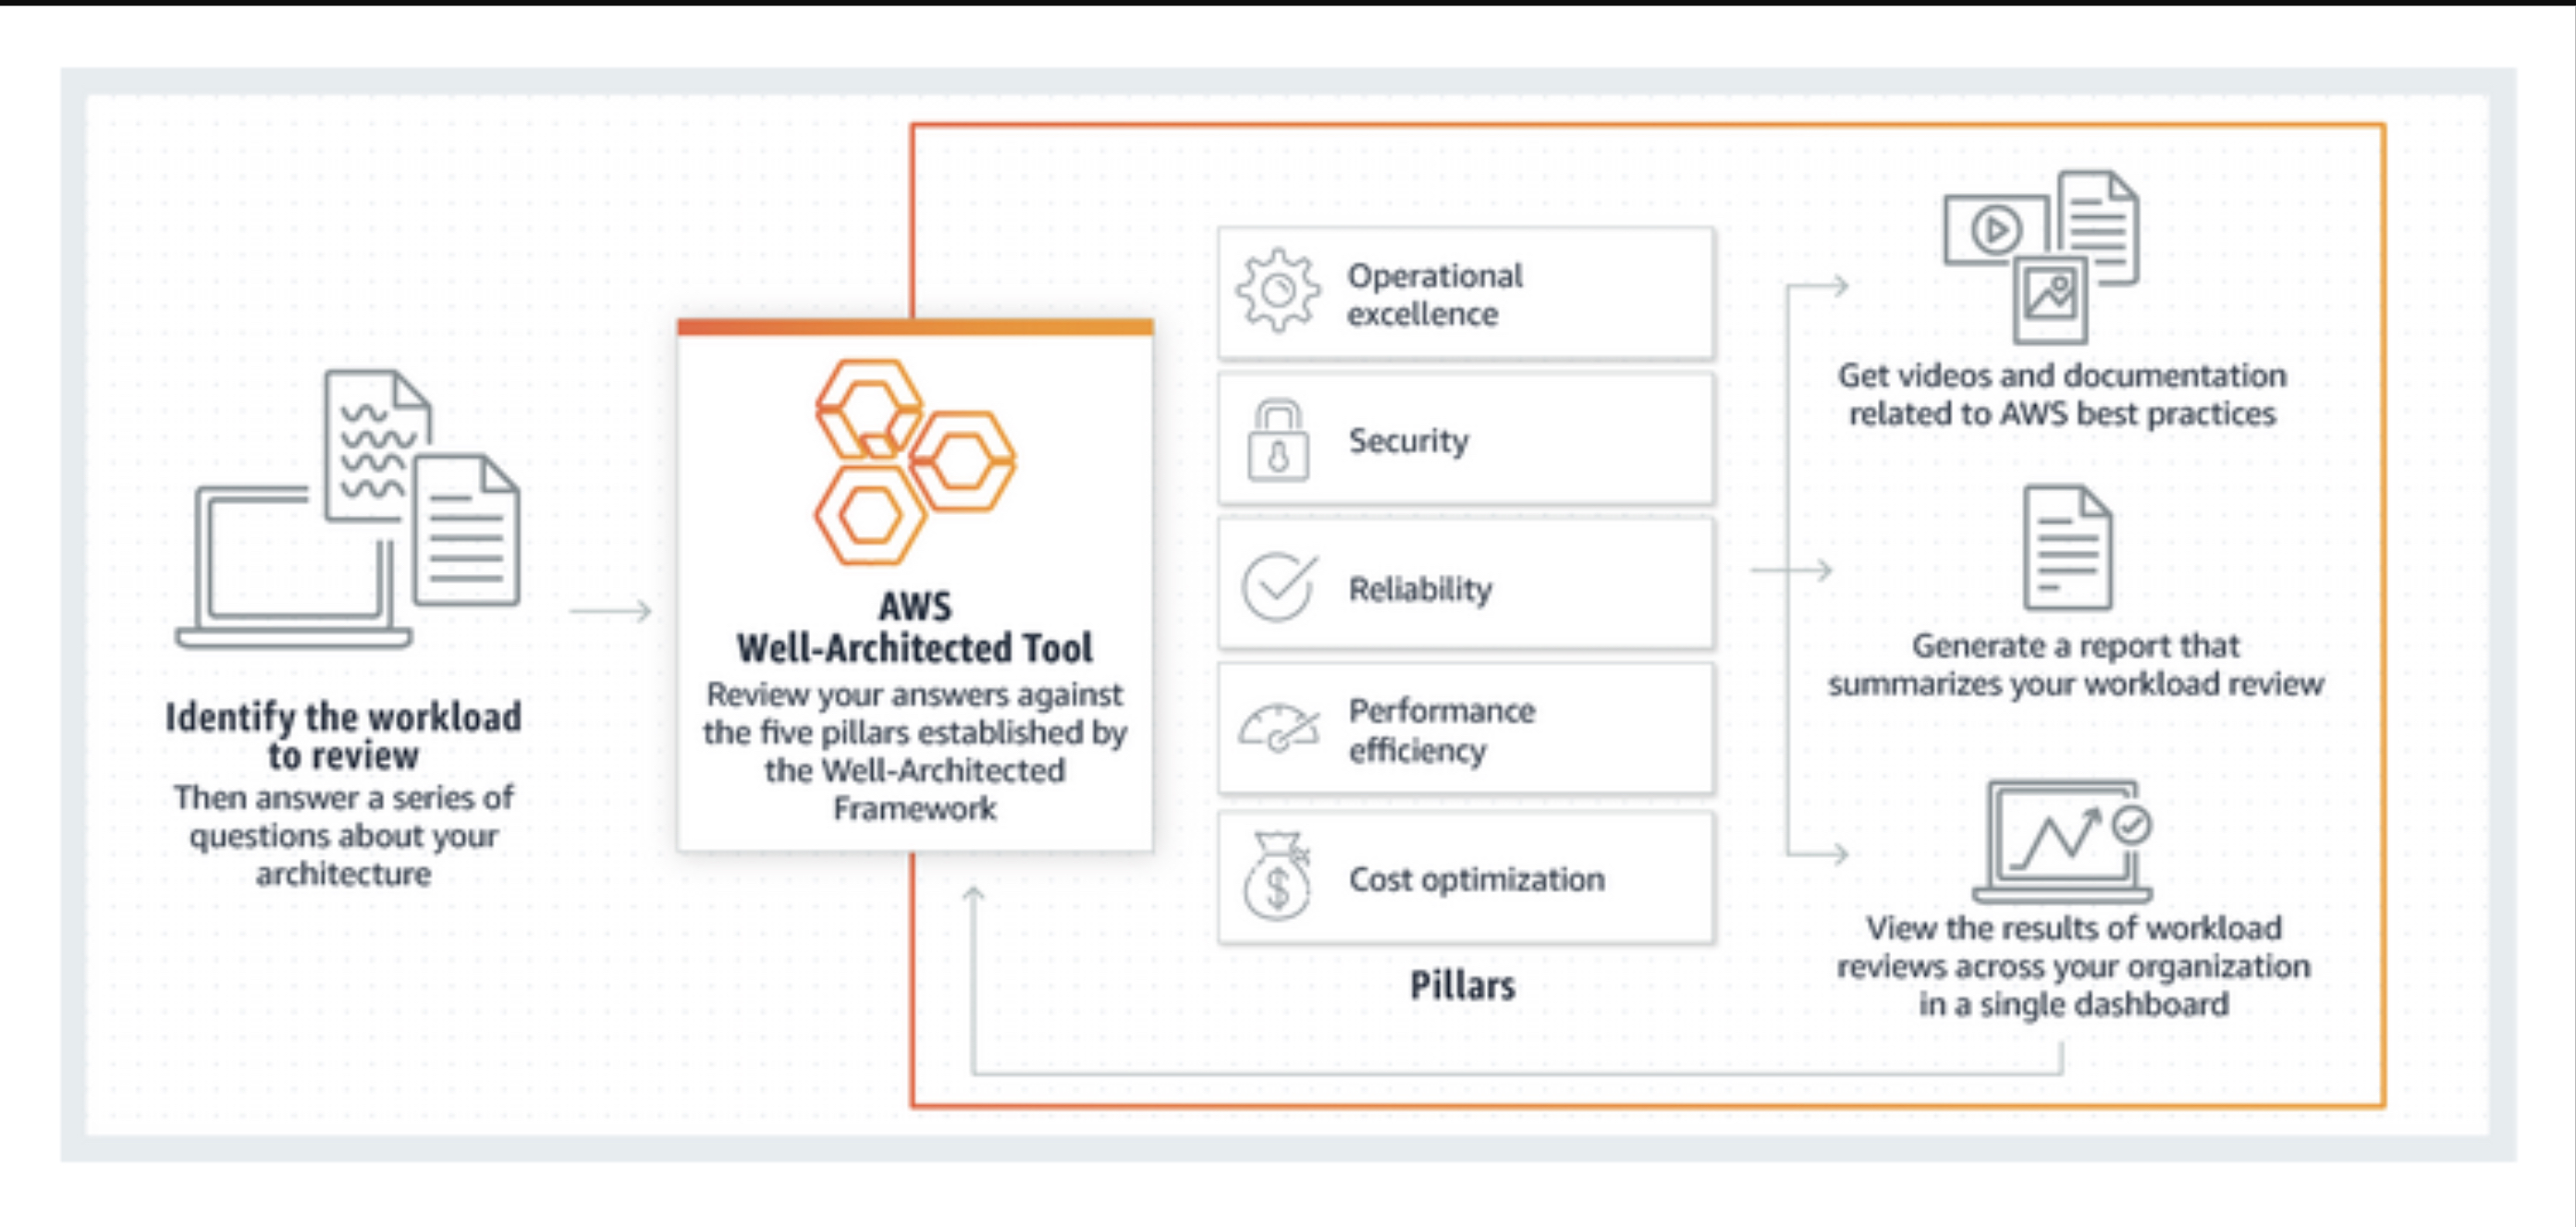 Identify the workload
to review
Then answer a series of
questions about your
architecture
AWS
Well-Architected Tool
Review your answers against
the five pillars established by
the Well-Architected
Framework
Operational
excellence
Security
Reliability
Performance
efficiency
$
Cost optimization
Pillars
Get videos and documentation
related to AWS best practices
Generate a report that
summarizes your workload review
View the results of workload
reviews across your organization
in a single dashboard